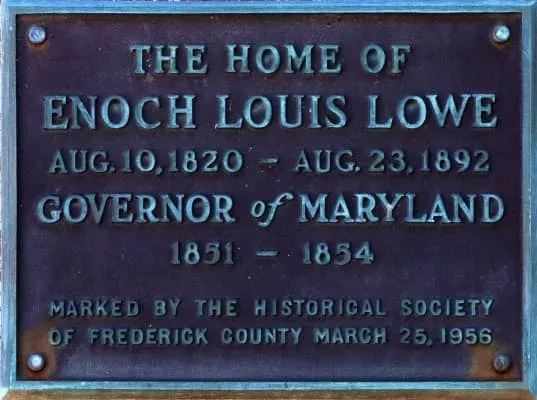 THE HOME OF
ENOCH LOUIS LOWE
AUG. 10, 1820 – AUG. 23, 1892
GOVERNOR of MARYLAND
1851 – 1854
MARKED BY THE HISTORICAL SOCIETY
OF FREDERICK COUNTY MARCH 25, 1956